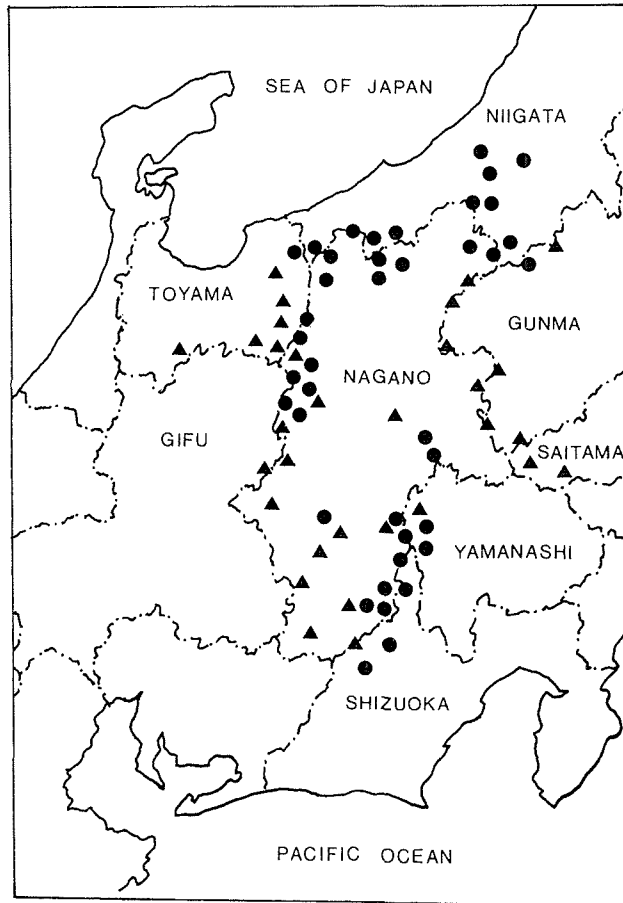 SEA OF JAPAN
NIIGATA
TOYAMA
GUNMA
NAGANO
GIFU
SAITAMA
YAMANASHI
SHIZUOKA
PACIFIC OCEAN